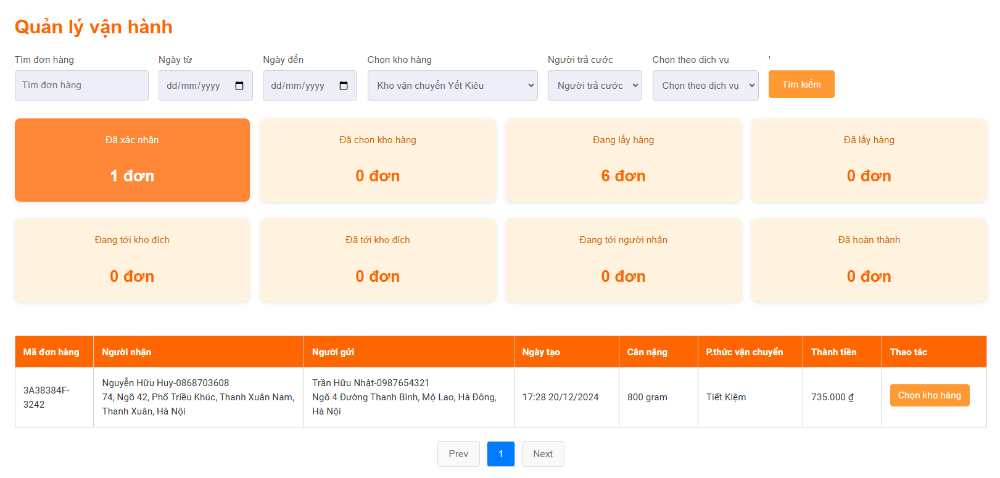 Quản lý vận hành
Tìm đơn hàng
Ngày từ
Ngày đến
Chọn kho hàng
Người trả cước
Chọn theo dịch vụ
'
Tìm đơn hàng
dd/mm/yyyy
dd/mm/yyyy
Kho vận chuyển Yết Kiêu
Người trả cước
Chọn theo dịch vụ
Tìm kiếm
Đã xác nhận
1 đơn
Đã chọn kho hàng
0 đơn
Đang lấy hàng
6 đơn
Đã lấy hàng
0 đơn
Đang tới kho đích
0 đơn
Đã tới kho đích
0 đơn
Đang tới người nhận
0 đơn
Đã hoàn thành
0 đơn
Mã đơn hàng
Người nhận
Người gửi
Ngày tạo
Cân nặng
P.thức vận chuyển
Thành tiền
Thao tác
3A38384F-
3242
Nguyễn Hữu Huy-0868703608
74, Ngõ 42, Phố Triều Khúc, Thanh Xuân Nam,
Thanh Xuân, Hà Nội
Trần Hữu Nhật-0987654321
Ngõ 4 Đường Thanh Bình, Mộ Lao, Hà Đông,
Hà Nội
17:28 20/12/2024
800 gram
Tiết Kiệm
735.000 ₫
Chọn kho hàng
Prev
1
Next